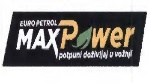 EURO PETROL
MAXPower
potpuni doživljaj u vožnji